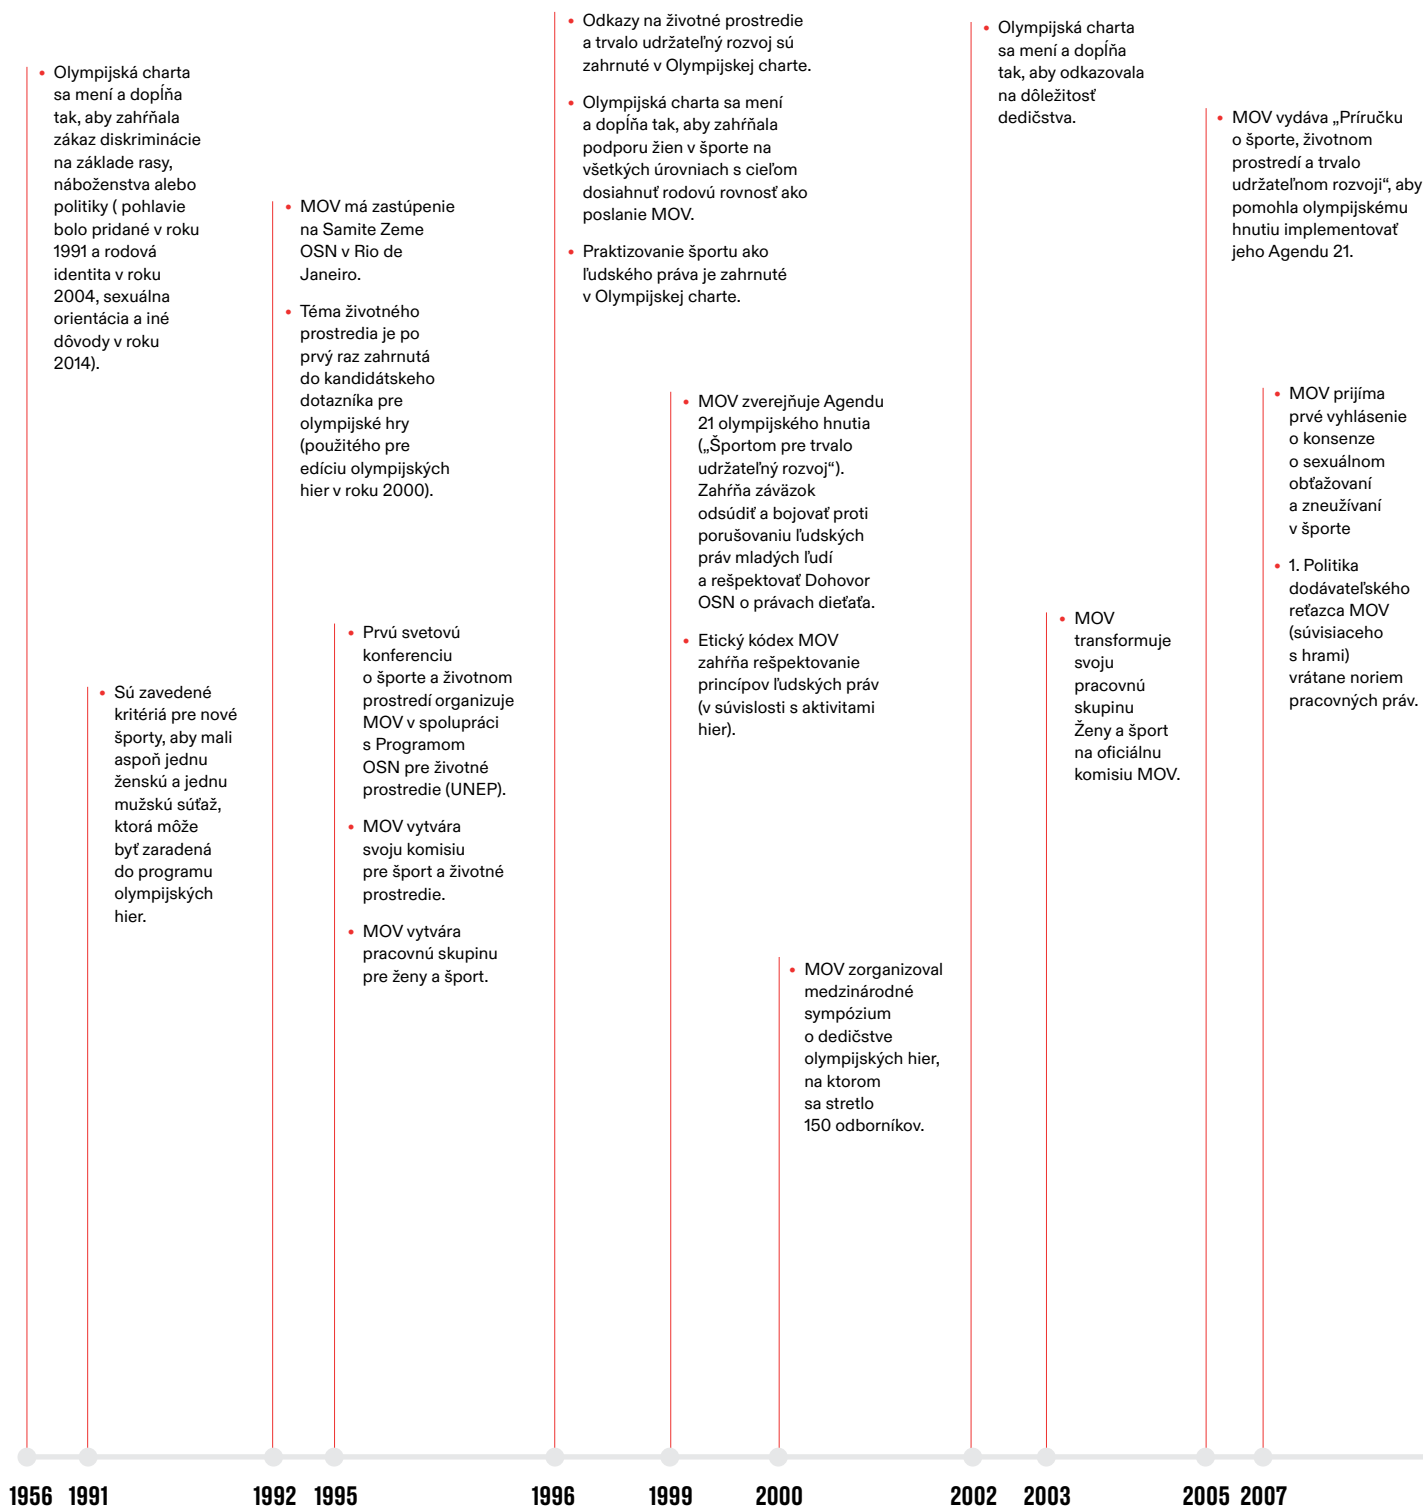 Olympijská charta
sa mení a dopĺňa
tak, aby zahŕňala
zákaz diskriminácie
na základe rasy,
náboženstva alebo
politiky ( pohlavie
bolo pridané v roku
1991 a rodová
identita v roku
2004, sexuálna
orientácia a iné
dôvody v roku
2014).
Sú zavedené
kritériá pre nové
športy, aby mali
aspoň jednu
ženskú a jednu
mužskú súťaž,
ktorá môže
byť zaradená
do programu
olympijských
hier.
MOV má zastúpenie
na Samite Zeme
OSN v Rio de
Janeiro.
Téma životného
prostredia je po
prvý raz zahrnutá
do kandidátskeho
dotazníka pre
olympijské hry
(použitého pre
edíciu olympijských
hier v roku 2000).
Prvú svetovú
konferenciu
o športe a životnom
prostredí organizuje
MOV v spolupráci
s Programom
OSN pre životné
prostredie (UNEP).
MOV vytvára
svoju komisiu
pre šport a životné
prostredie.
MOV vytvára
pracovnú skupinu
pre ženy a šport.
Odkazy na životné prostredie
a trvalo udržateľný rozvoj sú
zahrnuté v Olympijskej charte.
Olympijská charta sa mení
a dopĺňa tak, aby zahŕňala
podporu žien v športe na
všetkých úrovniach s cieľom
dosiahnuť rodovú rovnosť ako
poslanie MOV.
Praktizovanie športu ako
ľudského práva je zahrnuté
v Olympijskej charte.
MOV zverejňuje Agendu
21 olympijského hnutia
(„Športom pre trvalo
udržateľný rozvoj“).
Zahŕňa záväzok
odsúdiť a bojovať proti
porušovaniu ľudských
práv mladých ľudí
a rešpektovať Dohovor
OSN o právach dieťaťa.
Etický kódex MOV
zahŕňa rešpektovanie
princípov ľudských práv
(v súvislosti s aktivitami
hier).
MOV zorganizoval
medzinárodné
sympózium
o dedičstve
olympijských hier,
na ktorom
sa stretlo
150 odborníkov.
Olympijská charta
sa mení a dopĺňa
tak, aby odkazovala
na dôležitosť
dedičstva.
MOV
transformuje
svoju
pracovnú
skupinu
Ženy a šport
na oficiálnu
komisiu MOV.
MOV vydáva „Príručku
o športe, životnom
prostredí a trvalo
udržateľnom rozvoji“, aby
pomohla olympijskému
hnutiu implementovať
jeho Agendu 21.
MOV prijíma
prvé vyhlásenie
o konsenze
o sexuálnom
obťažovaní
a zneužívaní
v športe
1. Politika
dodávateľského
reťazca MOV
(súvisiaceho
s hrami)
vrátane noriem
pracovných práv.
1956 1991 1992 1995 1996 1999 2000 2002 2003 2005 2007